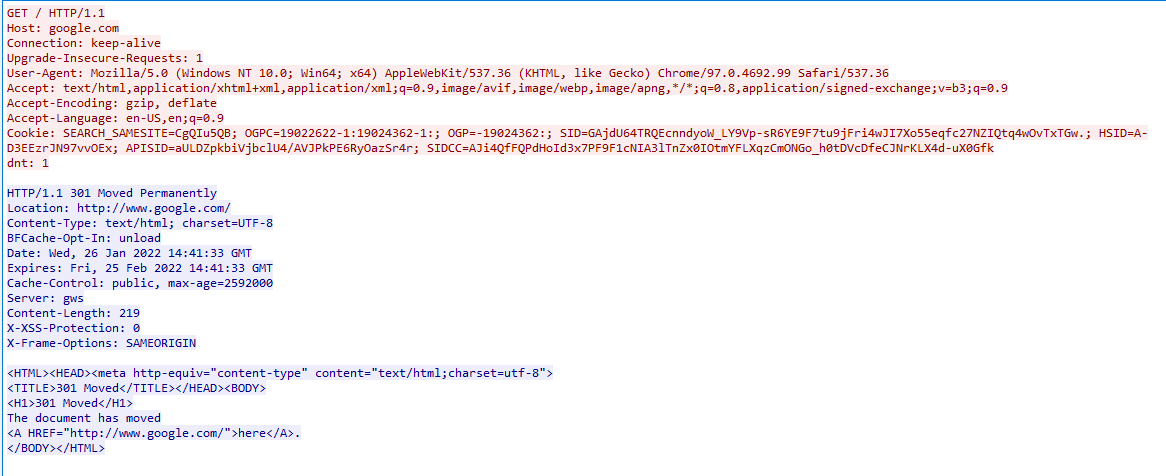 GET / HTTP/1.1
Host: google.com
Connection: keep-alive
Upgrade-Insecure-Requests: 1
User-Agent: Mozilla/5.0 (Windows NT 10.0; Win64; x64) AppleWebKit/537.36 (KHTML, like Gecko) Chrome/97.0.4692.99 Safari/537.36
Accept: text/html,application/xhtml+xml,application/xml;q=0.9,image/avif,image/webp,image/apng,*/*;q=0.8,application/signed-exchange;v=b3;q=0.9
Accept-Encoding: gzip, deflate
Accept-Language: en-US,en;q=0.9
Cookie: SEARCH_SAMESITE=CgQIu5QB; OGPC=19022622-1:19024362-1:; OGP=-19024362:; SID=GAjdU64TRQEcnndyoW_LY9Vp-sR6YE9F7tu9jFri4wJI7Xo55eqfc27NZIQtq4wOvTxTGw.; HSID=A-
D3EEzrJN97vvOEx; APISID=aULDZpkbiVjbclU4/AVJPkPE6RyOazSr4r; SIDCC=AJi4QfFQPdHoId3x7PF9F1cNIA3lTnZx0IOtmYFLXqzCmONGo_h0tDVcDfeCJNrKLX4d-uX0Gfk
dnt: 1
HTTP/1.1 301 Moved Permanently
Location: http://www.google.com/
Content-Type: text/html; charset=UTF-8
BFCache-Opt-In: unload
Date: Wed, 26 Jan 2022 14:41:33 GMT
Expires: Fri, 25 Feb 2022 14:41:33 GMT
Cache-Control: public, max-age=2592000
Server: gws
Content-Length: 219
X-XSS-Protection: 0
X-Frame-Options: SAMEORIGIN
<HTML><HEAD><meta http-equiv="content-type" content="text/html;charset=utf-8">
<TITLE>301 Moved</TITLE></HEAD><BODY>
<H1>301 Moved</H1>
The document has moved
<A HREF="http://www.google.com/">here</A>.
</BODY></HTML>